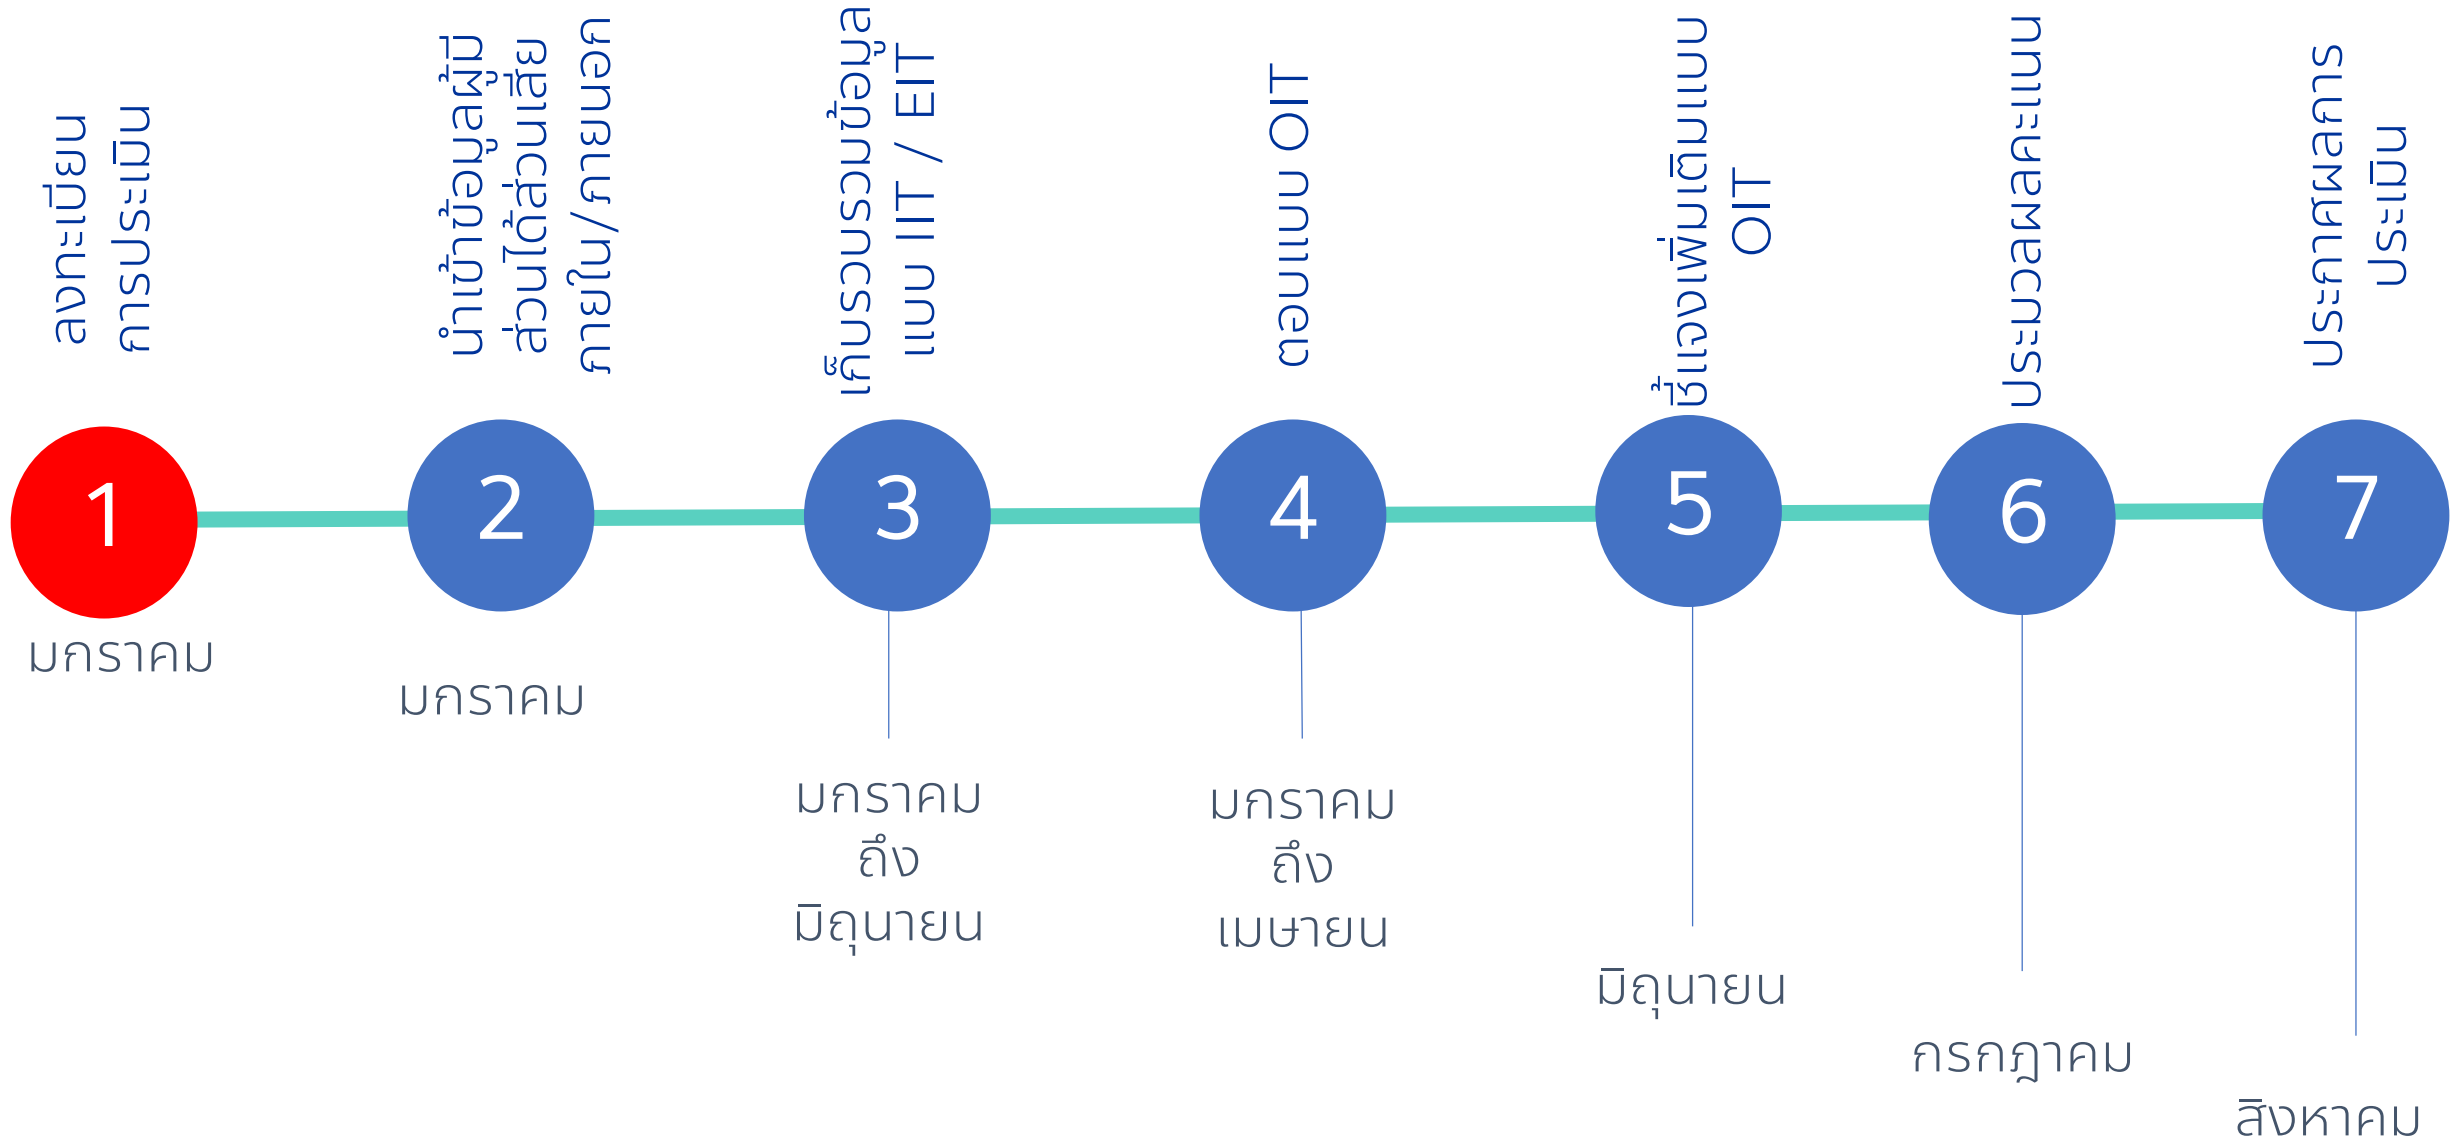 ลงทะเบียน
การประเมิน
นำเข้าข้อมูลผู้มี
ส่วนได้ส่วนเสีย
ภายใน/ภายนอก
เก็บรวบรวมข้อมูล
แบบ IIT / EIT
ตอบแบบ OIT
ชี้แจงเพิ่มเติมแบบ
OIT
ประมวลผลคะแนน
ประกาศผลการ
ประเมิน
1
2
3
4
5
6
7
มกราคม
มกราคม
มกราคม
ถึง
มิถุนายน
มกราคม
ถึง
เมษายน
มิถุนายน
กรกฎาคม
สิงหาคม